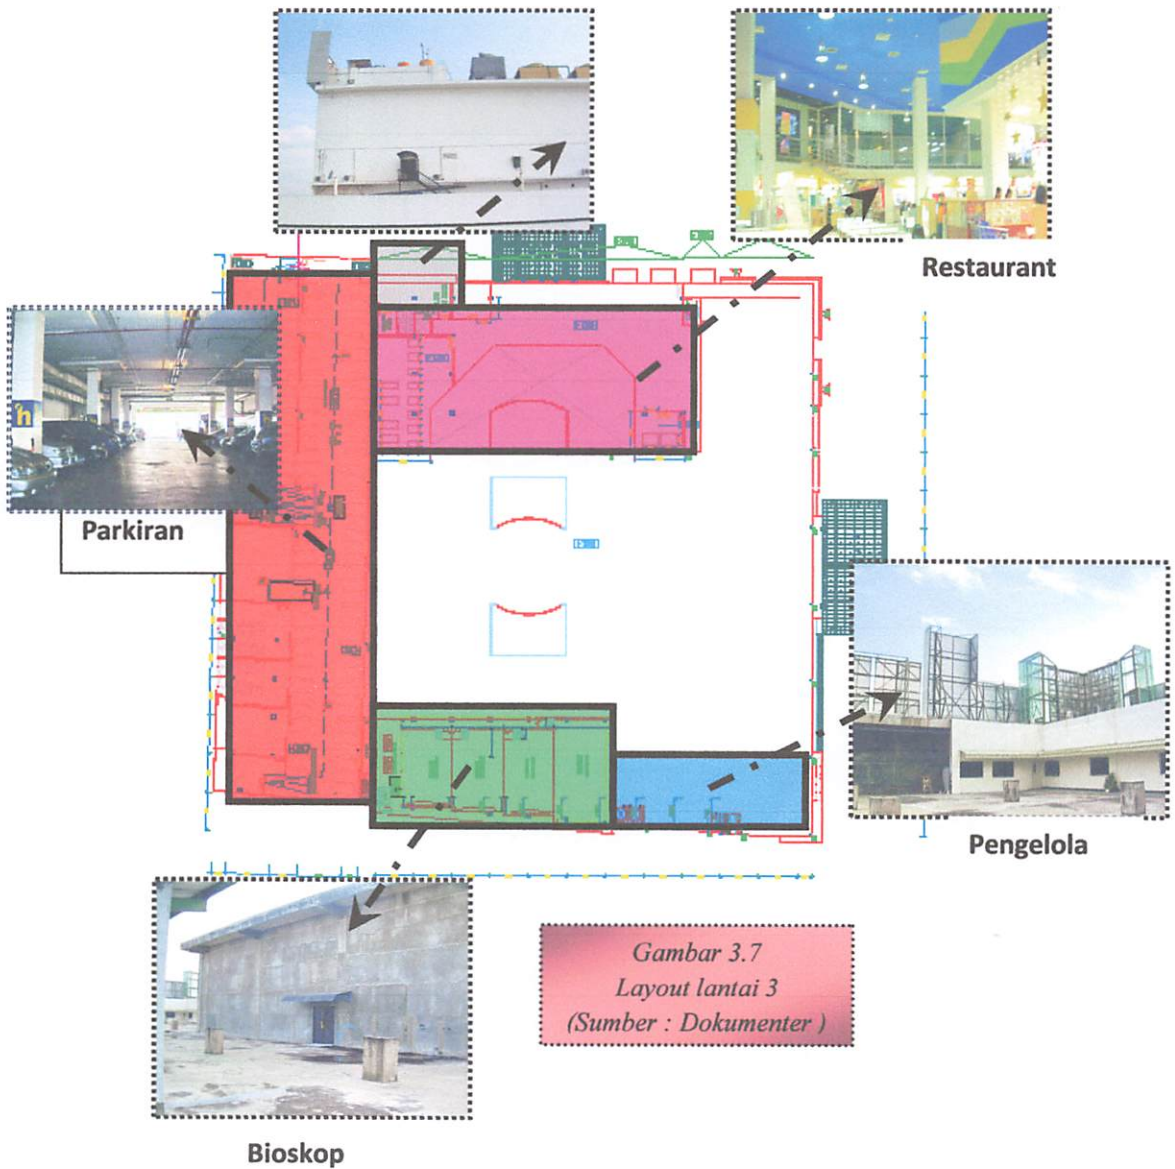 Restaurant
h
Parkiran
Pengelola
Gambar 3.7
Layout lantai 3
(Sumber : Dokumenter )
Bioskop